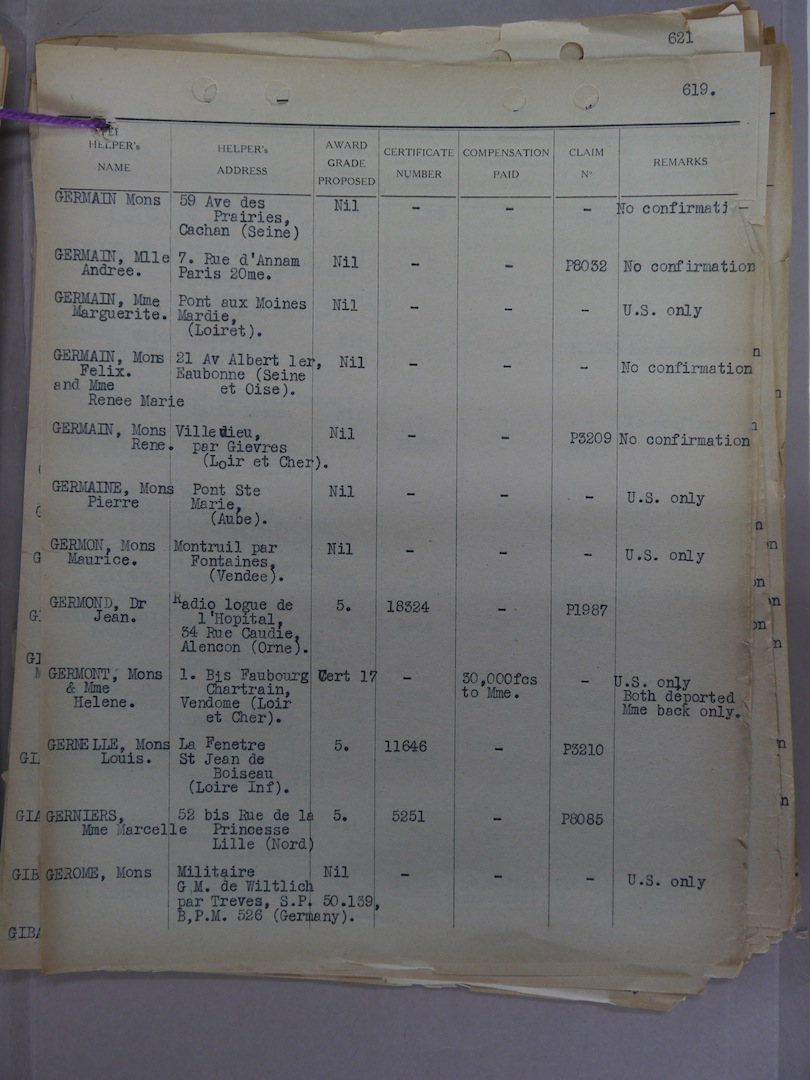 621
619.
HELPER's NAME | HELPER's ADDRESS | AWARD GRADE PROPOSED | CERTIFICATE NUMBER | COMPENSATION PAID | CLAIM No | REMARKS
GERMAIN Mons | 59 Ave des | Nil | - | - | - | No confirmati -
Prairies,
Cachan (Seine)
GERMAIN, Mlle | 7. Rue d'Annam | Nil | - | - | P8032 | No confirmation
Andree. | Paris 20me.
GERMAIN, Mme | Pont aux Moines | Nil | - | - | - | U.S. only
Marguerite. | Mardie,
(Loiret).
GERMAIN, Mons | 21 Av Albert 1er, | Nil | - | - | - | No confirmation
Felix. | Eaubonne (Seine
and Mme | et Oise).
Renee Marie
GERMAIN, Mons | Villedieu, | Nil | - | - | P3209 | No confirmation
Rene. | par Gievres
(Loir et Cher).
GERMAINE, Mons | Pont Ste | Nil | - | - | - | U.S. only
Pierre | Marie,
(Aube).
GERMON, Mons | Montruil par | Nil | - | - | - | U.S. only
Maurice. | Fontaines,
(Vendee).
GERMOND, Dr | Radio logue de | 5. | 18324 | - | P1987
Jean. | l'Hopital,
34 Rue Caudie,
Alencon (Orne).
GERMONT, Mons | 1. Bis Faubourg | Cert 17 | - | 30,000fcs | - | U.S. only
& Mme | Chartrain, | to Mme. | Both deported
Helene. | Vendome (Loir | Mme back only.
et Cher).
GERNELLE, Mons | La Fenetre | 5. | 11646 | - | P3210
Louis. | St Jean de
Boiseau
(Loire Inf).
GERNIERS, | 52 bis Rue de la | 5. | 5251 | - | P8085
Mme Marcelle | Princesse
Lille (Nord)
GEROME, Mons | Militaire | Nil | - | - | - | U.S. only
G.M. de Wiltlich
par Treves, S.P. 50.139,
B,P.M. 526 (Germany).